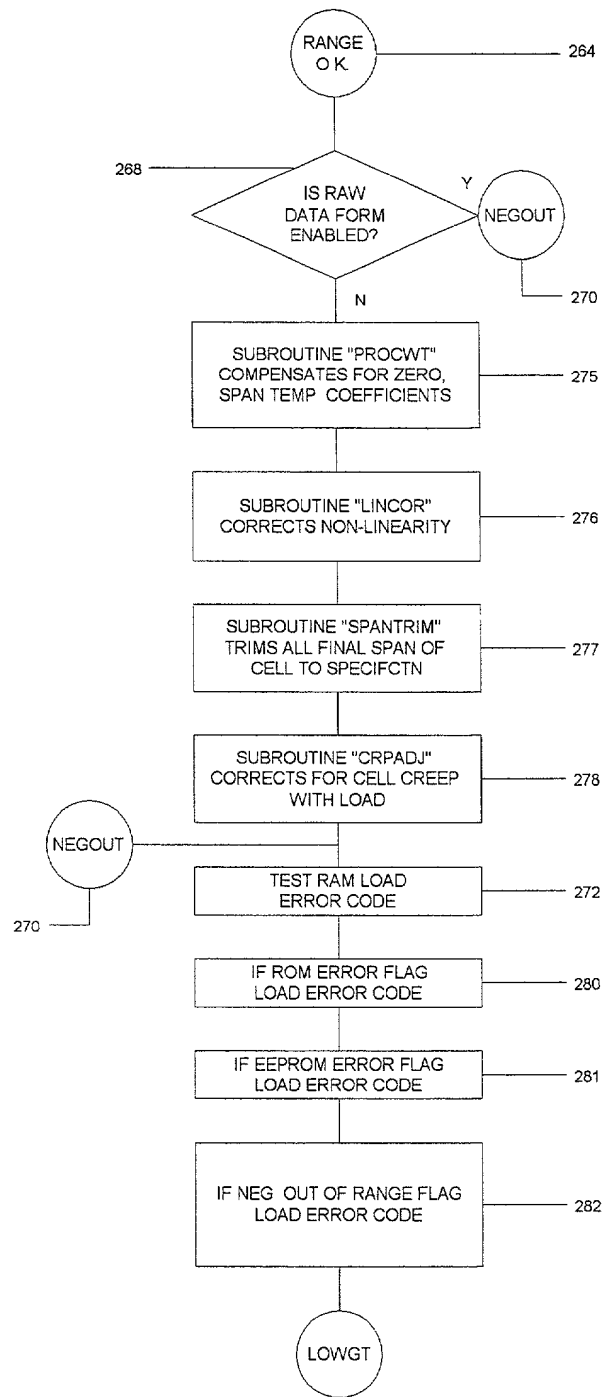 RANGE
O K.
264
268
IS RAW
DATA FORM
ENABLED?
Y
NEGOUT
270
N
SUBROUTINE "PROCWT"
COMPENSATES FOR ZERO,
SPAN TEMP COEFFICIENTS
275
SUBROUTINE "LINCOR"
CORRECTS NON-LINEARITY
276
SUBROUTINE "SPANTRIM"
TRIMS ALL FINAL SPAN OF
CELL TO SPECIFCTN
277
SUBROUTINE "CRPADJ"
CORRECTS FOR CELL CREEP
WITH LOAD
278
NEGOUT
270
TEST RAM LOAD
ERROR CODE
272
IF ROM ERROR FLAG
LOAD ERROR CODE
280
IF EEPROM ERROR FLAG
LOAD ERROR CODE
281
IF NEG OUT OF RANGE FLAG
LOAD ERROR CODE
282
LOWGT